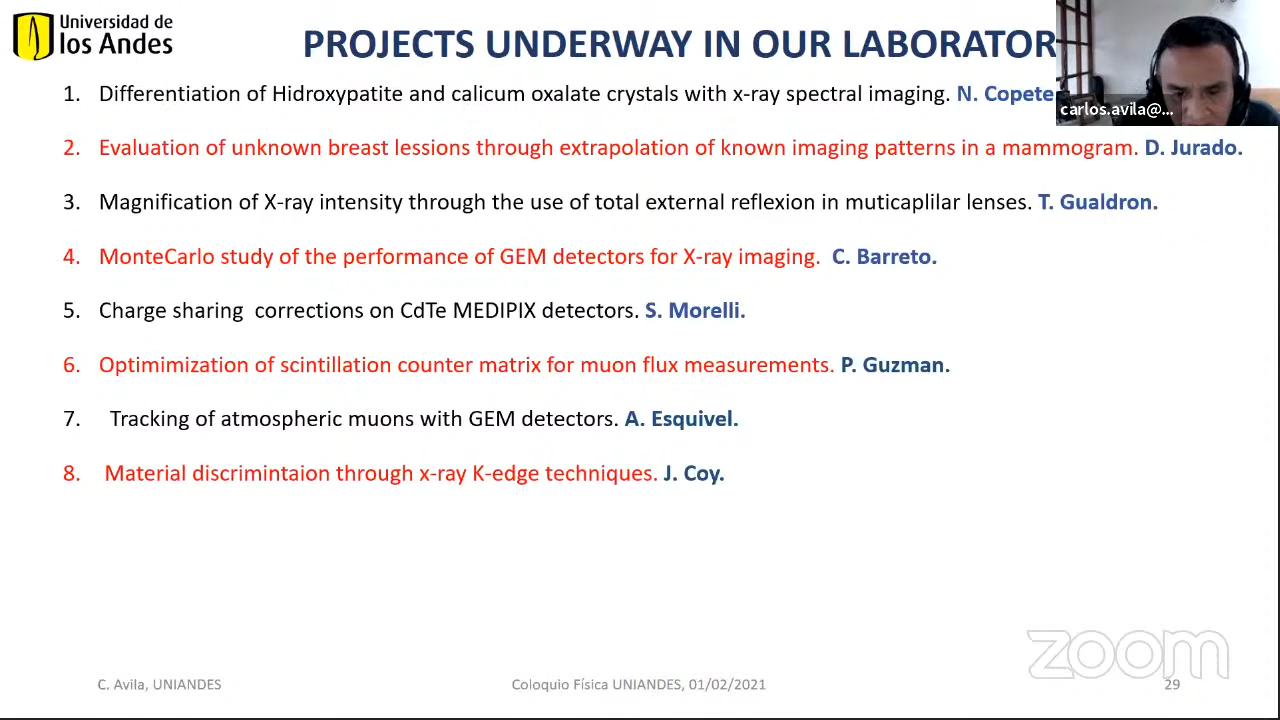 Universidad de
los Andes
PROJECTS UNDERWAY IN OUR LABORATOR
carlos.avila@...
1. Differentiation of Hidroxypatite and calicum oxalate crystals with x-ray spectral imaging. N. Copete
2. Evaluation of unknown breast lessions through extrapolation of known imaging patterns in a mammogram. D. Jurado.
3. Magnification of X-ray intensity through the use of total external reflexion in muticaplilar lenses. T. Gualdron.
4. MonteCarlo study of the performance of GEM detectors for X-ray imaging. C. Barreto.
5. Charge sharing corrections on CdTe MEDIPIX detectors. S. Morelli.
6. Optimimization of scintillation counter matrix for muon flux measurements. P. Guzman.
7. Tracking of atmospheric muons with GEM detectors. A. Esquivel.
8. Material discrimintaion through x-ray K-edge techniques. J. Coy.
zoom
C. Avila, UNIANDES Coloquio Física UNIANDES, 01/02/2021 29